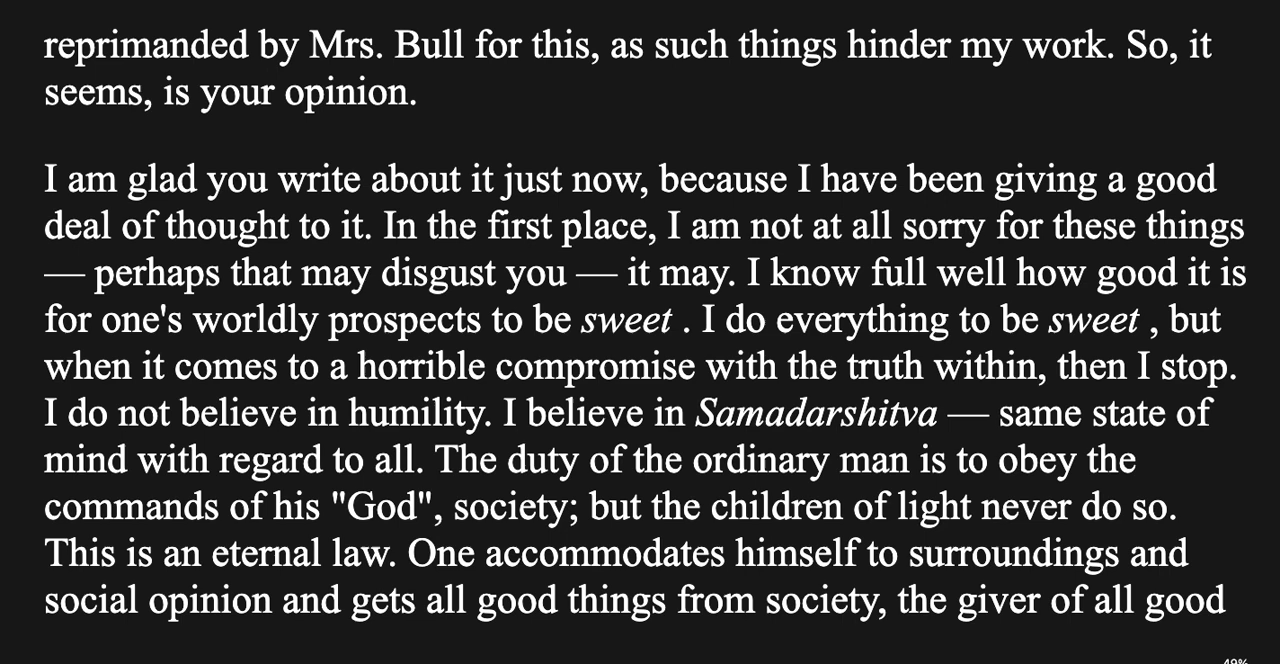 reprimanded by Mrs. Bull for this, as such things hinder my work. So, it
seems, is your opinion.
I am glad you write about it just now, because I have been giving a good
deal of thought to it. In the first place, I am not at all sorry for these things
— perhaps that may disgust you — it may. I know full well how good it is
for one's worldly prospects to be sweet . I do everything to be sweet , but
when it comes to a horrible compromise with the truth within, then I stop.
I do not believe in humility. I believe in Samadarshitva — same state of
mind with regard to all. The duty of the ordinary man is to obey the
commands of his "God", society; but the children of light never do so.
This is an eternal law. One accommodates himself to surroundings and
social opinion and gets all good things from society, the giver of all good
49%